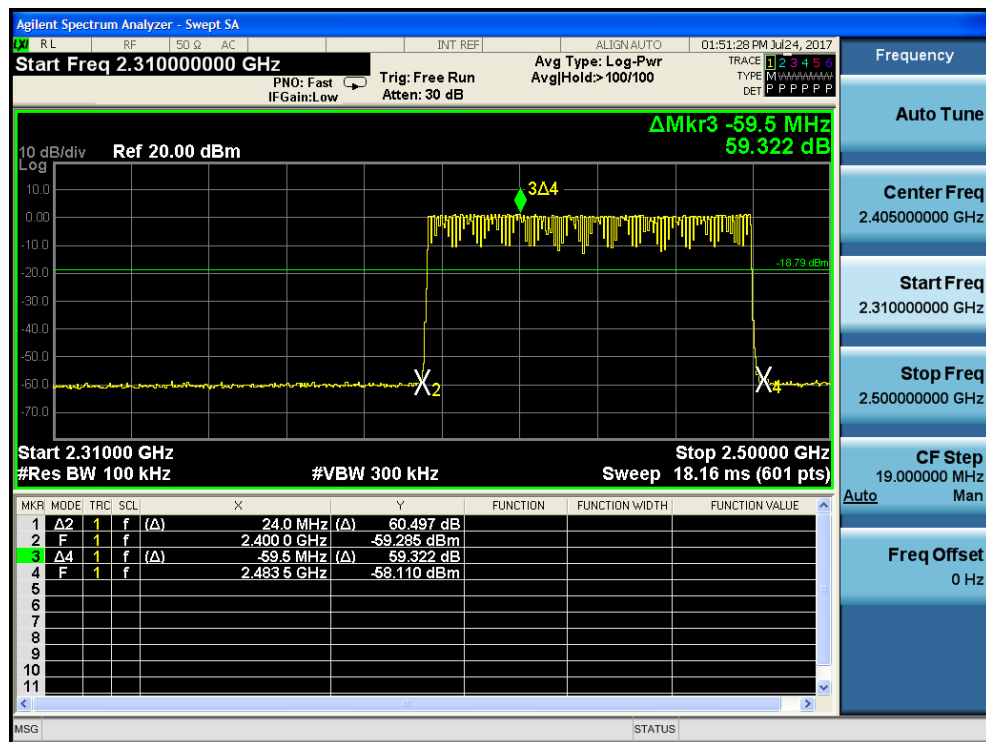 Agilent Spectrum Analyzer - Swept SA
LXI RL RF 50 Ω AC INT REF ALIGN AUTO 01:51:28 PM Jul 24, 2017
Start Freq 2.310000000 GHz
PNO: Fast
IFGain:Low
Trig: Free Run
Atten: 30 dB
Avg Type: Log-Pwr
Avg|Hold:> 100/100
TRACE 1 2 3 4 5 6
TYPE M
DET P P P P P P
ΔMkr3 -59.5 MHz
59.322 dB
10 dB/div Ref 20.00 dBm
Log
10.0
0.00
-10.0
-20.0
-30.0
-40.0
-50.0
-60.0
-70.0
3Δ4
-18.79 dBm
2
4
Start 2.31000 GHz Stop 2.50000 GHz
#Res BW 100 kHz #VBW 300 kHz Sweep 18.16 ms (601 pts)
MKR MODE TRC SCL X Y FUNCTION FUNCTION WIDTH FUNCTION VALUE
1 Δ2 1 f (Δ) 24.0 MHz (Δ) 60.497 dB
2 F 1 f 2.400 0 GHz -59.285 dBm
3 Δ4 1 f (Δ) -59.5 MHz (Δ) 59.322 dB
4 F 1 f 2.483 5 GHz -58.110 dBm
5
6
7
8
9
10
11
MSG STATUS
Frequency
Auto Tune
Center Freq
2.405000000 GHz
Start Freq
2.310000000 GHz
Stop Freq
2.500000000 GHz
CF Step
19.000000 MHz
Auto Man
Freq Offset
0 Hz